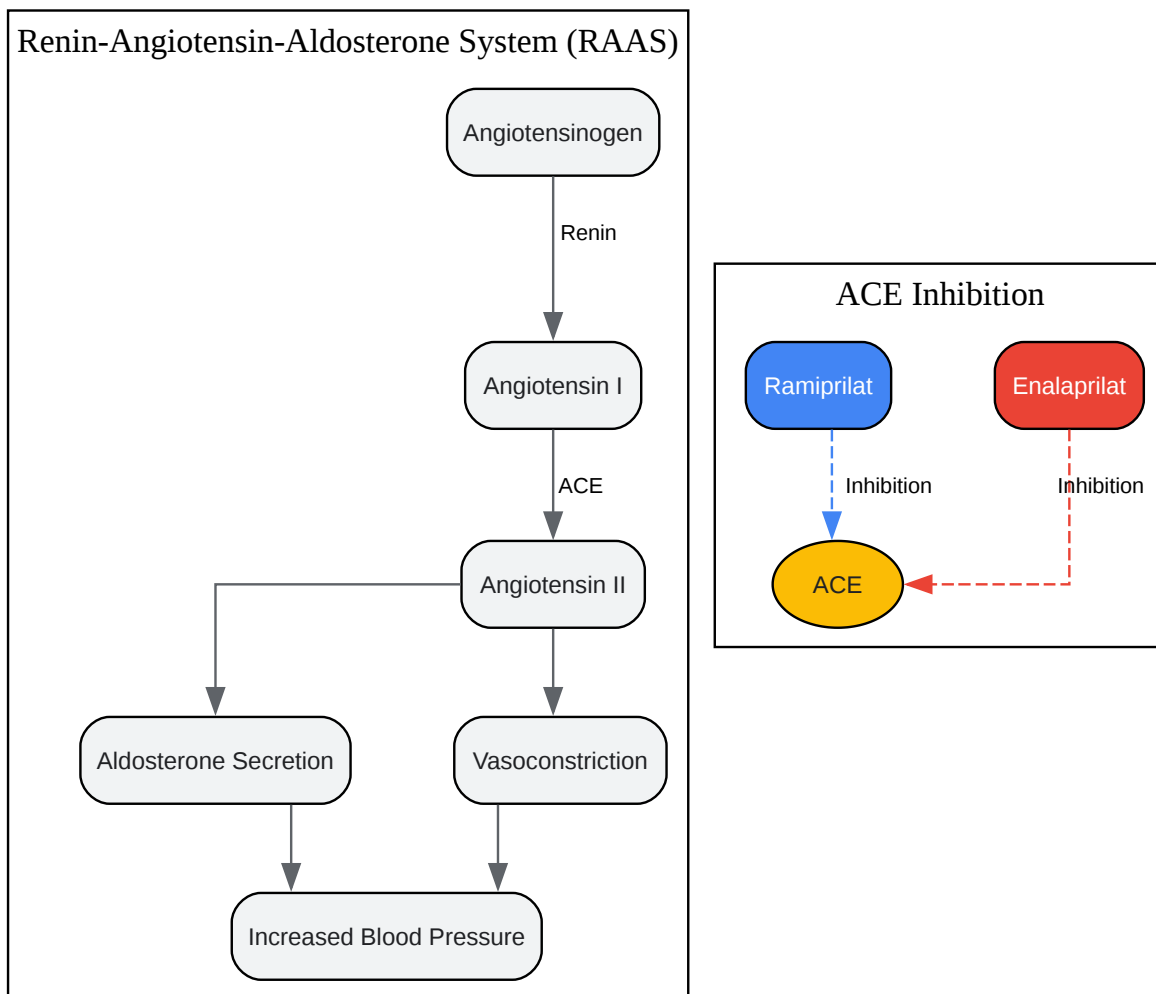 Renin-Angiotensin-Aldosterone System (RAAS)
Angiotensinogen
Renin
Angiotensin I
ACE
Angiotensin II
Aldosterone Secretion
Vasoconstriction
Increased Blood Pressure
ACE Inhibition
Ramiprilat
Enalaprilat
Inhibition
Inhibition
ACE